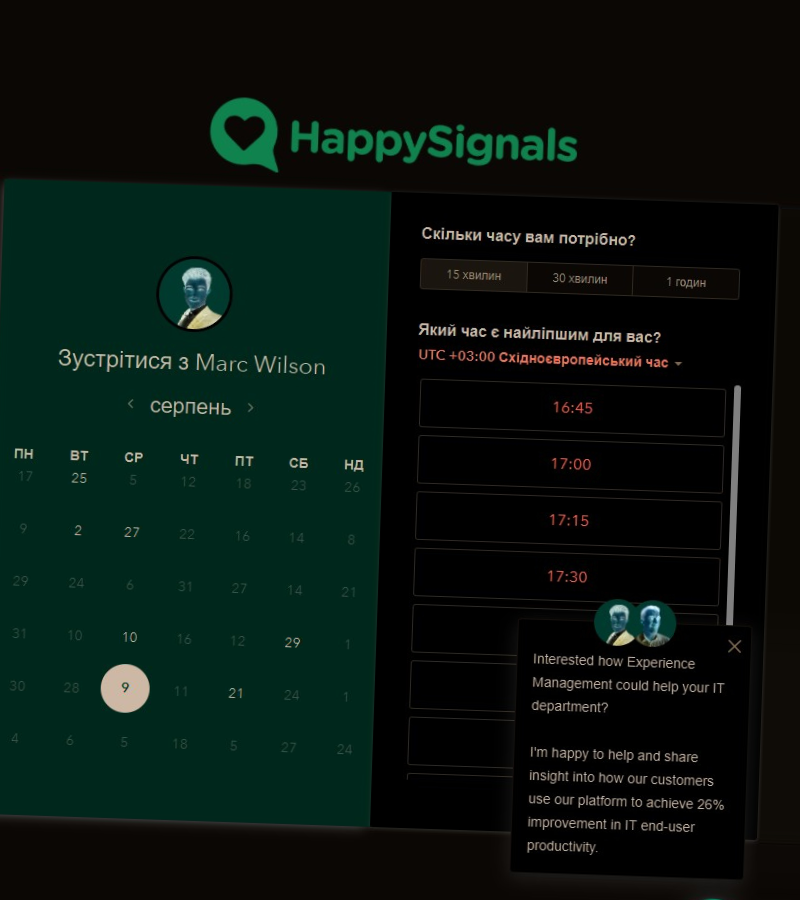 HappySignals
Зустрітися з Marc Wilson
серпень
ПН ВТ СР ЧТ ПТ СБ НД
17 25 5 12 18 23 26
9 2 27 22 16 14 8
29 24 6 31 27 14 21
31 10 10 16 12 29 1
30 28 9 11 21 24 1
4 6 5 18 5 27 24
Скільки часу вам потрібно?
15 хвилин 30 хвилин 1 годин
Який час є найліпшим для вас?
UTC +03:00 Східноєвропейський час
16:45
17:00
17:15
17:30
Interested how Experience
Management could help your IT
department?
I'm happy to help and share
insight into how our customers
use our platform to achieve 26%
improvement in IT end-user
productivity.